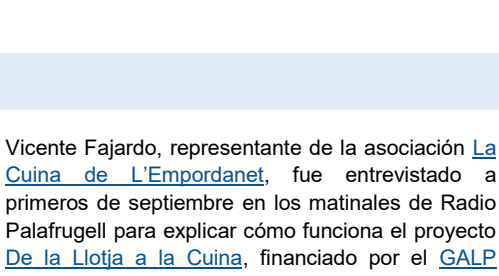 Vicente Fajardo, representante de la asociación La
Cuina de L'Empordanet, fue entrevistado a
primeros de septiembre en los matinales de Radio
Palafrugell para explicar cómo funciona el proyecto
De la Llotja a la Cuina, financiado por el GALP